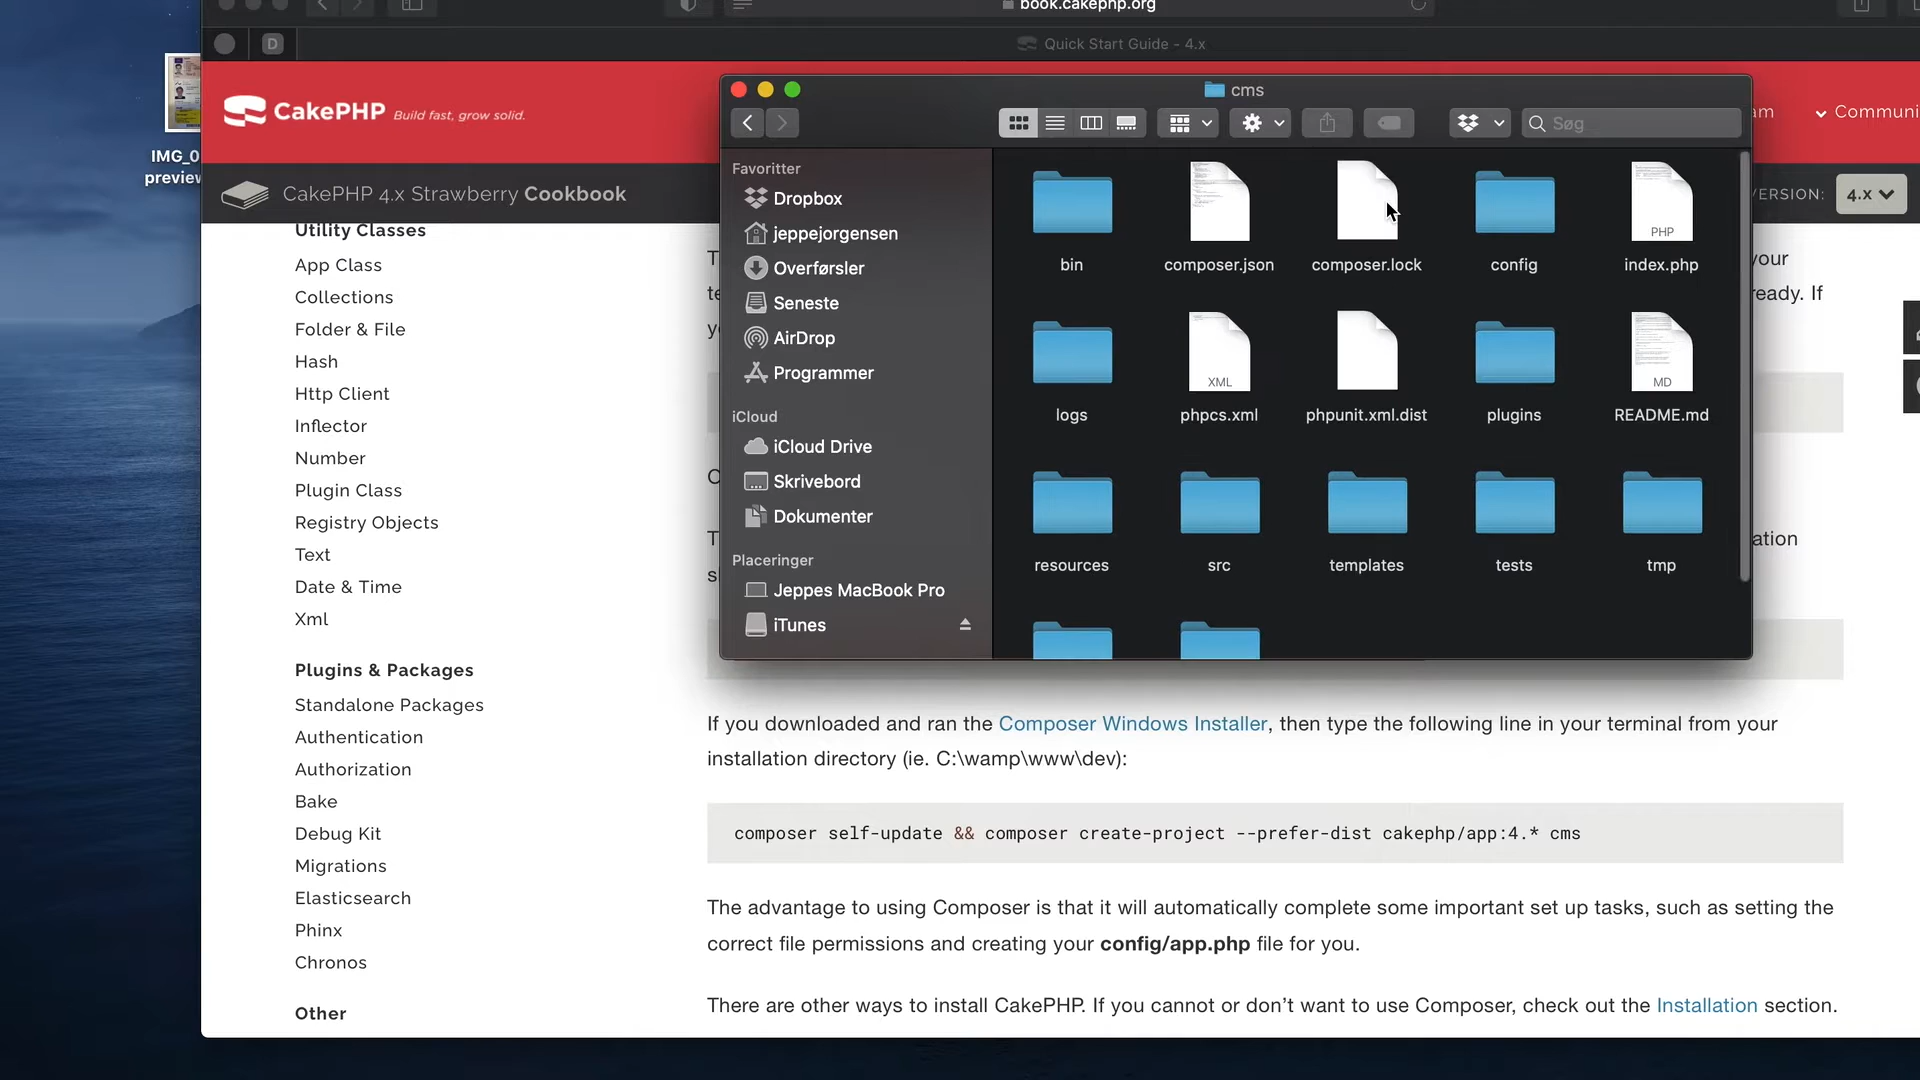 book.cakephp.org
D
Quick Start Guide - 4.x
CakePHP Build fast, grow solid.
Communi
IMG_0
preview
CakePHP 4.x Strawberry Cookbook
VERSION:
4.x
Utility Classes
App Class
Collections
Folder & File
Hash
Http Client
Inflector
Number
Plugin Class
Registry Objects
Text
Date & Time
Xml
Plugins & Packages
Standalone Packages
Authentication
Authorization
Bake
Debug Kit
Migrations
Elasticsearch
Phinx
Chronos
Other
cms
Søg
Favoritter
Dropbox
jeppejorgensen
Overførsler
Seneste
AirDrop
Programmer
iCloud
iCloud Drive
Skrivebord
Dokumenter
Placeringer
Jeppes MacBook Pro
iTunes
bin
composer.json
composer.lock
config
PHP
index.php
logs
XML
phpcs.xml
phpunit.xml.dist
plugins
MD
README.md
resources
src
templates
tests
tmp
your
ready. If
ation
If you downloaded and ran the Composer Windows Installer, then type the following line in your terminal from your
installation directory (ie. C:\wamp\www\dev):
composer self-update && composer create-project --prefer-dist cakephp/app:4.* cms
The advantage to using Composer is that it will automatically complete some important set up tasks, such as setting the
correct file permissions and creating your config/app.php file for you.
There are other ways to install CakePHP. If you cannot or don’t want to use Composer, check out the Installation section.